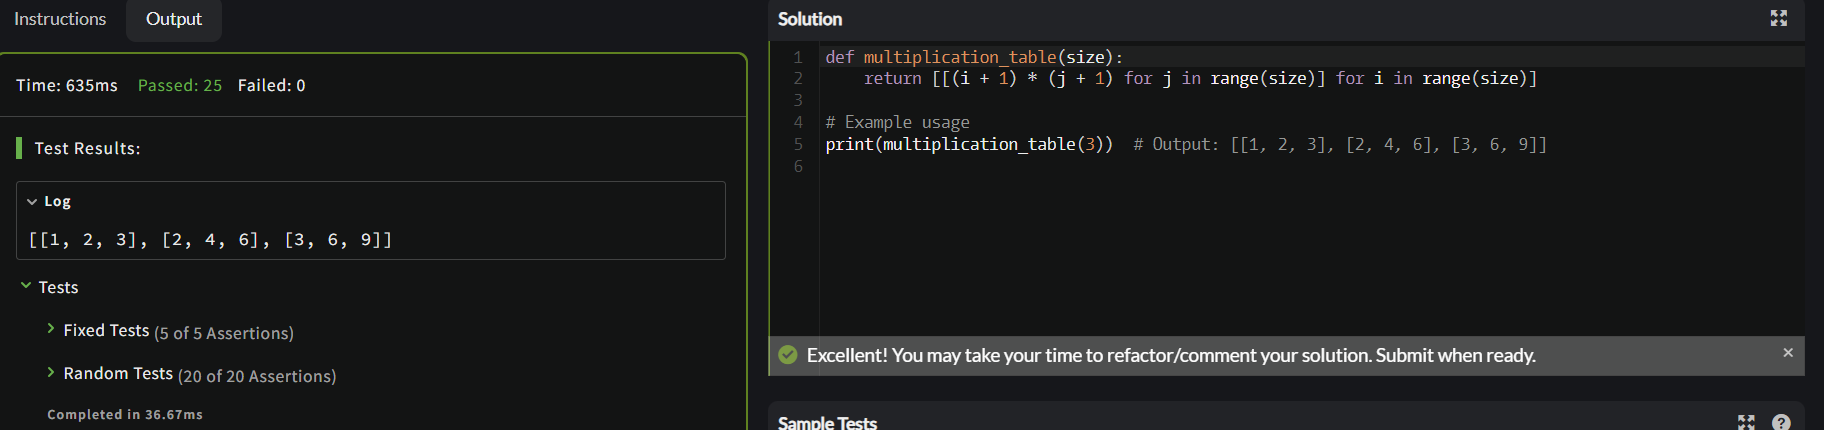 Instructions Output
Time: 635ms Passed: 25 Failed: 0
Test Results:
Log
[[1, 2, 3], [2, 4, 6], [3, 6, 9]]
Tests
Fixed Tests (5 of 5 Assertions)
Random Tests (20 of 20 Assertions)
Completed in 36.67ms
Solution
1 def multiplication_table(size):
2     return [[(i + 1) * (j + 1) for j in range(size)] for i in range(size)]
3
4 # Example usage
5 print(multiplication_table(3))  # Output: [[1, 2, 3], [2, 4, 6], [3, 6, 9]]
6
Excellent! You may take your time to refactor/comment your solution. Submit when ready.
Sample Tests